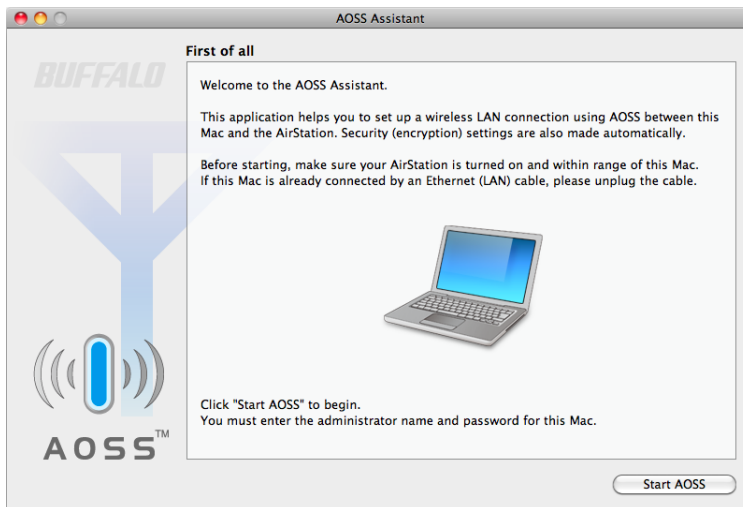 AOSS Assistant
First of all
BUFFALO
Welcome to the AOSS Assistant.
This application helps you to set up a wireless LAN connection using AOSS between this
Mac and the AirStation. Security (encryption) settings are also made automatically.
Before starting, make sure your AirStation is turned on and within range of this Mac.
If this Mac is already connected by an Ethernet (LAN) cable, please unplug the cable.
Click "Start AOSS" to begin.
You must enter the administrator name and password for this Mac.
AOSS™
Start AOSS